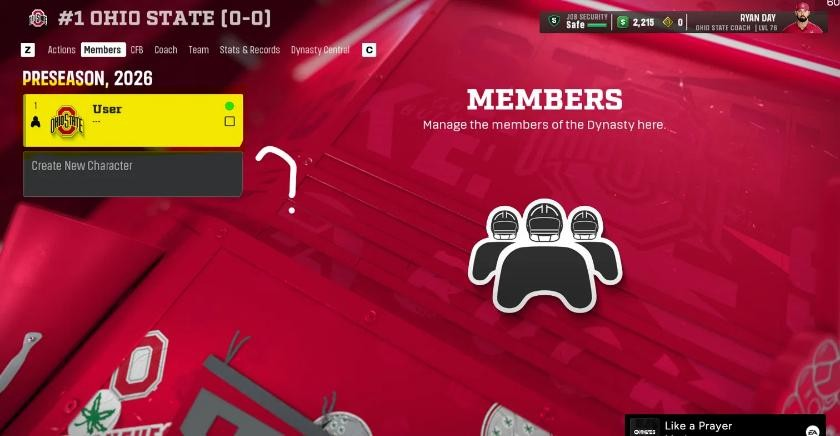 60
#1 OHIO STATE (0-0)
JOB SECURITY
Safe
2,215
0
RYAN DAY
OHIO STATE COACH | LVL 76
Z Actions Members CFB Coach Team Stats & Records Dynasty Central C
PRESEASON, 2026
1
User
OHIO STATE
---
Create New Character
?
MEMBERS
Manage the members of the Dynasty here.
Like a Prayer
EA